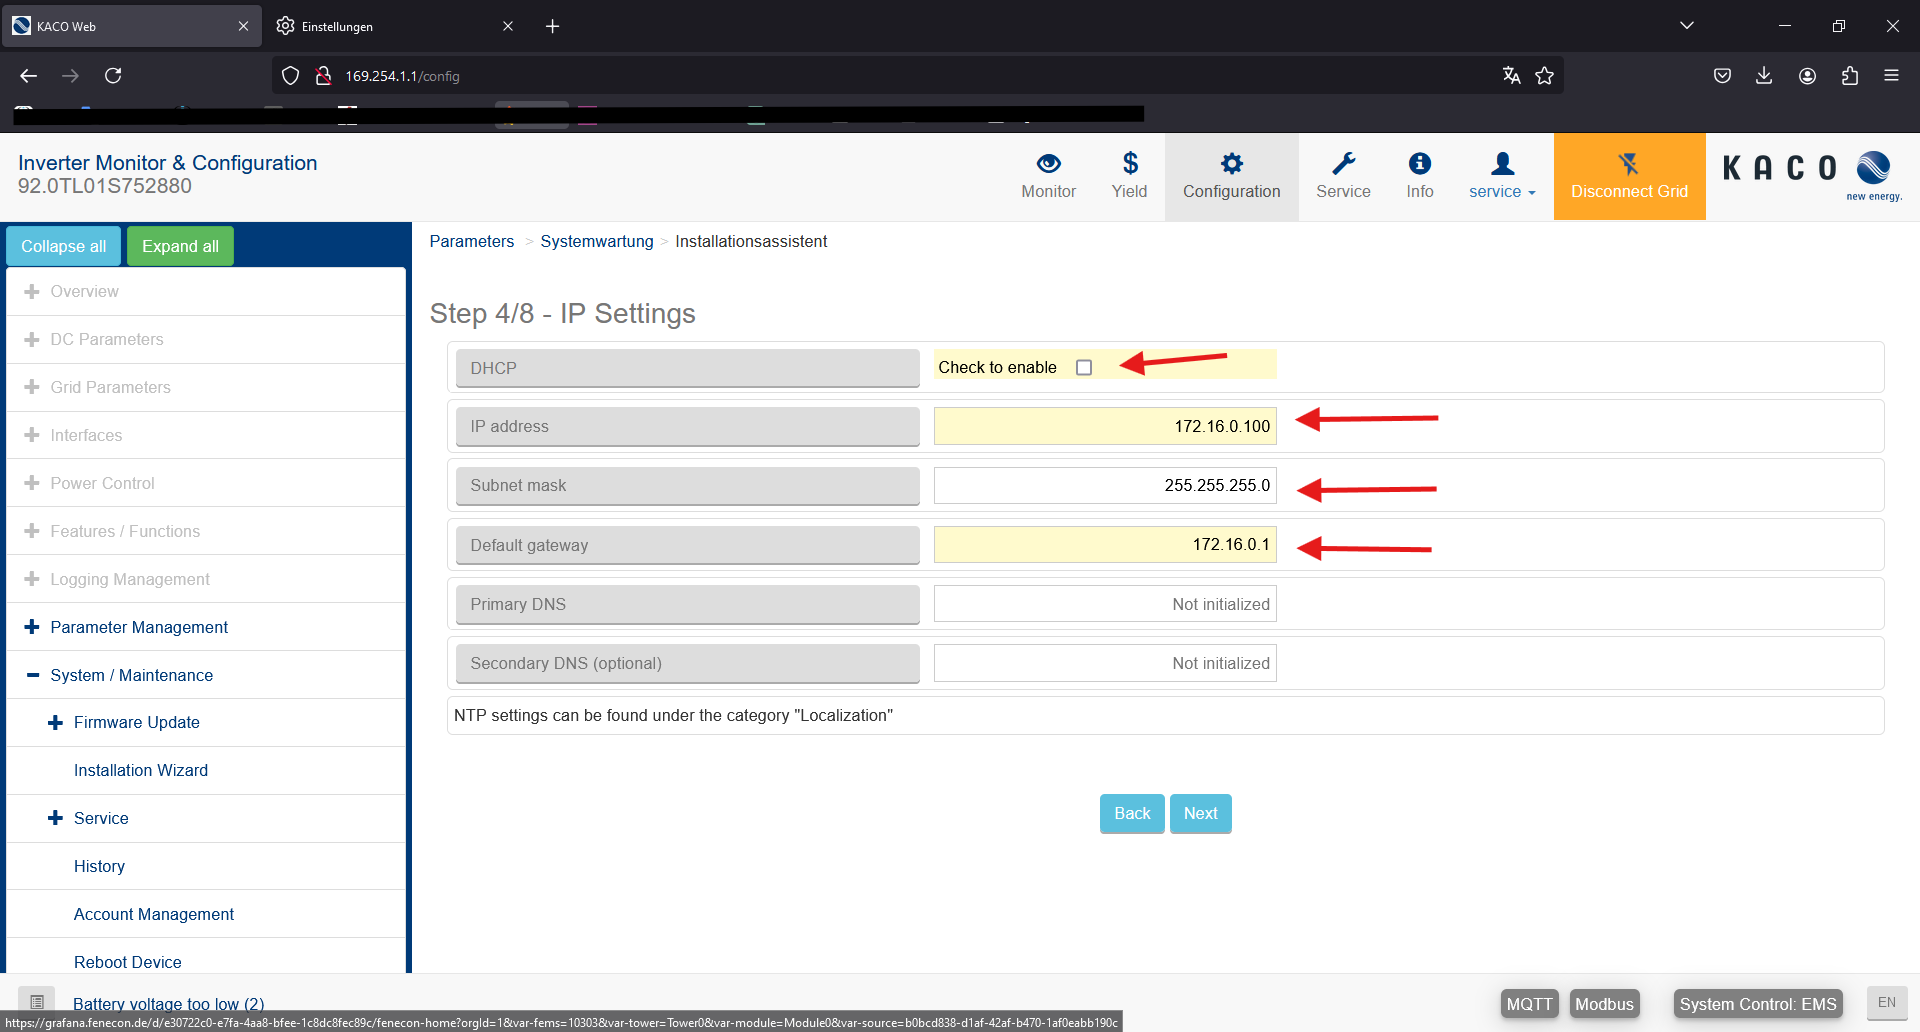 KACO Web
Einstellungen
169.254.1.1/config
Inverter Monitor & Configuration
92.0TL01S752880
Monitor
Yield
Configuration
Service
Info
service
Disconnect Grid
KACO
new energy.
Collapse all
Expand all
Overview
DC Parameters
Grid Parameters
Interfaces
Power Control
Features / Functions
Logging Management
Parameter Management
System / Maintenance
Firmware Update
Installation Wizard
Service
History
Account Management
Reboot Device
Parameters > Systemwartung > Installationsassistent
Step 4/8 - IP Settings
DHCP Check to enable
IP address 172.16.0.100
Subnet mask 255.255.255.0
Default gateway 172.16.0.1
Primary DNS Not initialized
Secondary DNS (optional) Not initialized
NTP settings can be found under the category "Localization"
Back Next
Battery voltage too low (2)
MQTT Modbus System Control: EMS EN
https://grafana.fenecon.de/d/e30722c0-e7fa-4aa8-bfee-1c8dc8fec89c/fenecon-home?orgId=1&var-fems=10303&var-tower=Tower0&var-module=Module0&var-source=b0bcd838-d1af-42af-b470-1af0eabb190c